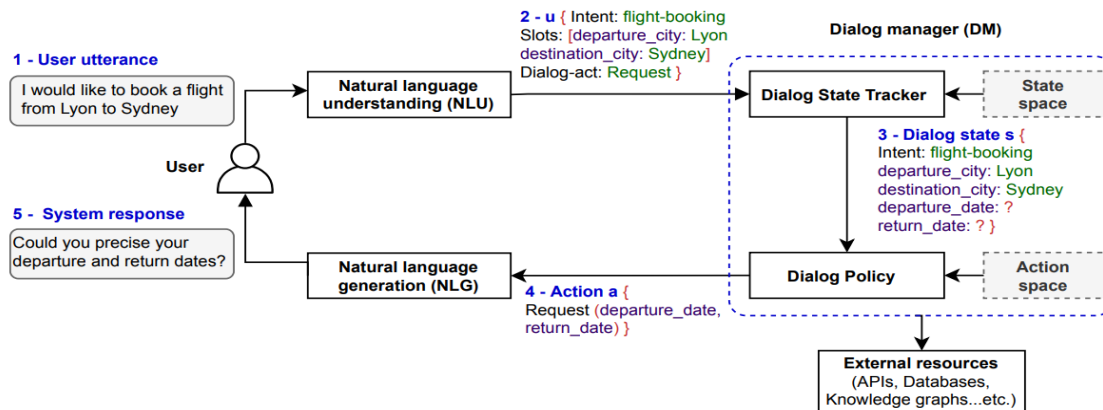 1 - User utterance
I would like to book a flight
from Lyon to Sydney
User
Natural language
understanding (NLU)
2 - u { Intent: flight-booking
Slots: [departure_city: Lyon
destination_city: Sydney]
Dialog-act: Request }
Dialog manager (DM)
Dialog State Tracker
State
space
3 - Dialog state s {
Intent: flight-booking
departure_city: Lyon
destination_city: Sydney
departure_date: ?
return_date: ? }
Dialog Policy
Action
space
4 - Action a {
Request (departure_date,
return_date) }
Natural language
generation (NLG)
5 - System response
Could you precise your
departure and return dates?
External resources
(APIs, Databases,
Knowledge graphs...etc.)